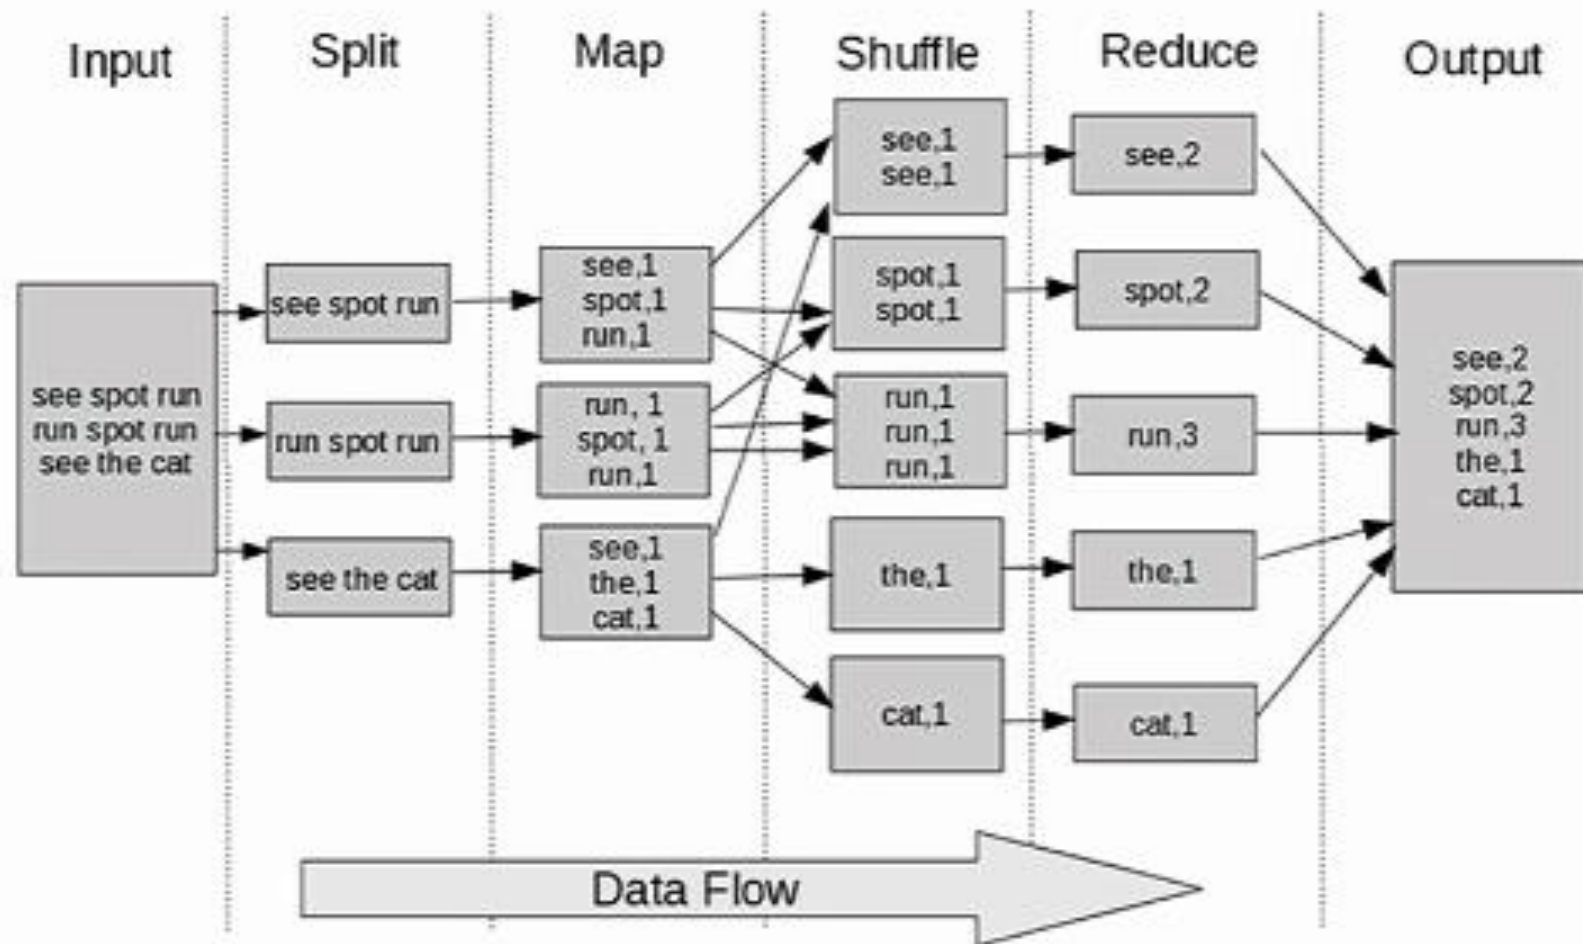 Input
Split
Map
Shuffle
Reduce
Output
see spot run
run spot run
see the cat
see spot run
run spot run
see the cat
see,1
spot,1
run,1
run, 1
spot, 1
run,1
see,1
the,1
cat,1
see,1
see,1
spot,1
spot,1
run,1
run,1
run,1
the,1
cat,1
see,2
spot,2
run,3
the,1
cat,1
see,2
spot,2
run,3
the,1
cat,1
Data Flow